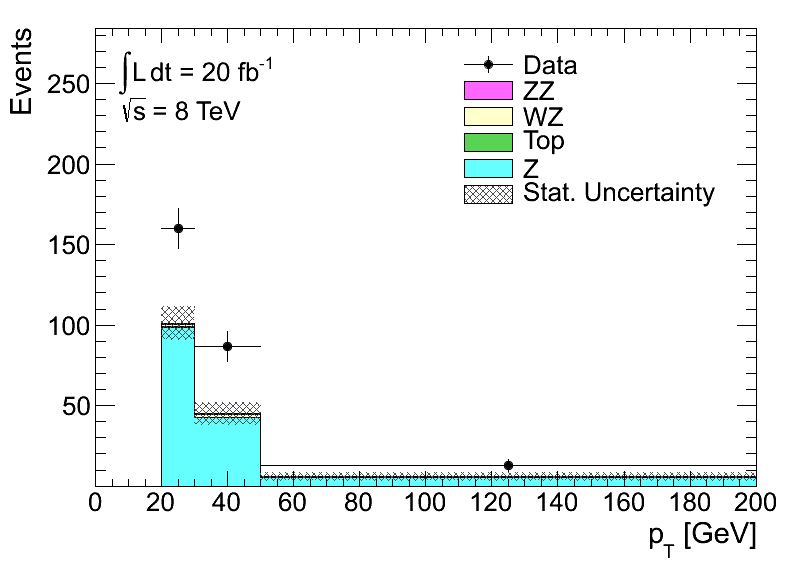 Events
∫L dt = 20 fb⁻¹
√s = 8 TeV
Data
ZZ
WZ
Top
Z
Stat. Uncertainty
250
200
150
100
50
0 20 40 60 80 100 120 140 160 180 200
p_T [GeV]